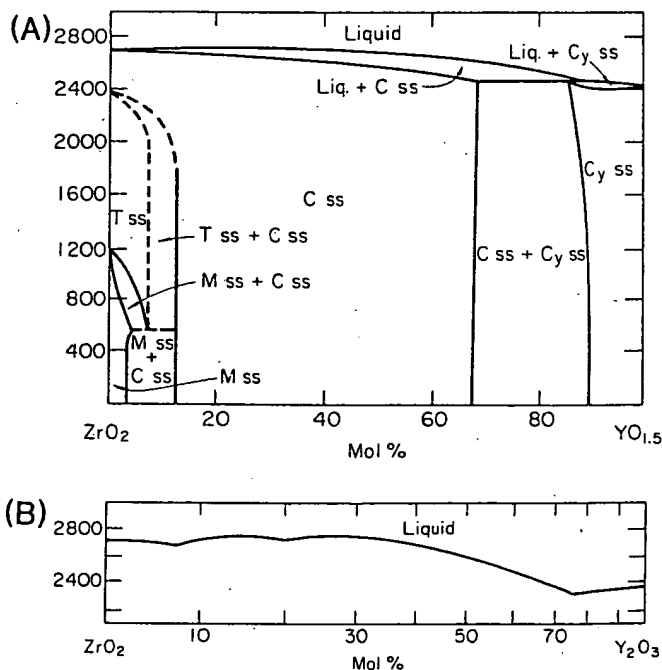 (A)
2800
2400
2000
1600
1200
800
400
Liquid
Liq. + Cy ss
Liq. + C ss
Cy ss
C ss
T ss
T ss + C ss
C ss + Cy ss
M ss + C ss
M ss
+
C ss
M ss
ZrO2
20
40
60
80
YO1.5
Mol %
(B)
2800
2400
Liquid
ZrO2
10
30
50
70
Y2O3
Mol %